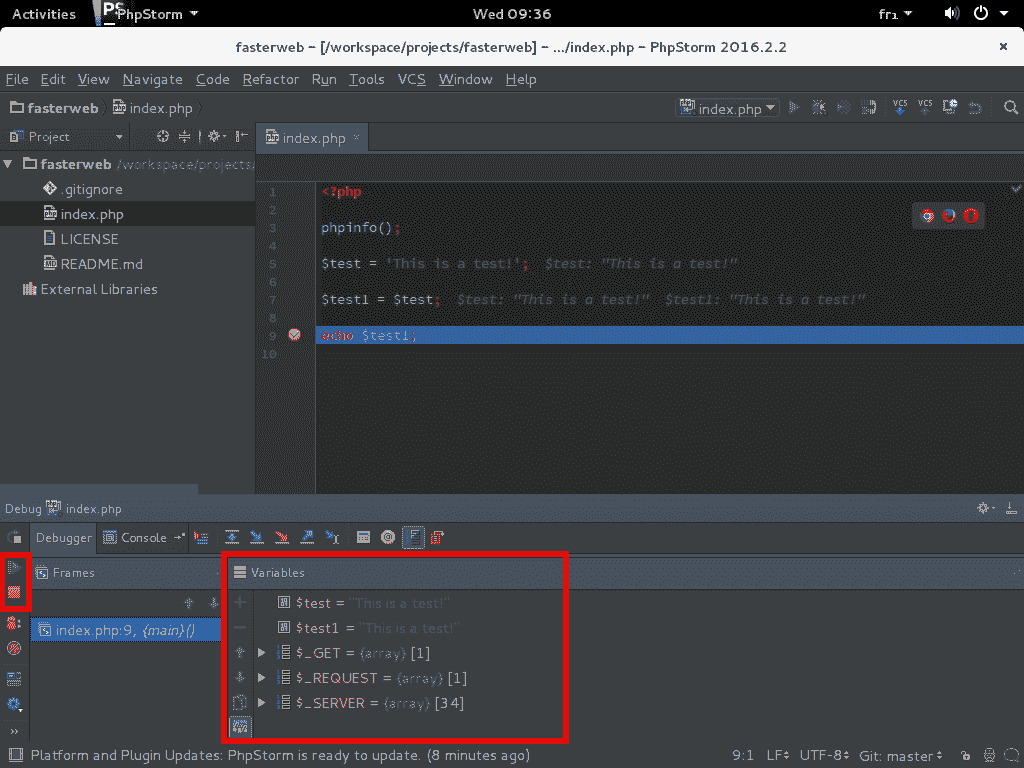 Activities PhpStorm Wed 09:36 fr1
fasterweb – [/workspace/projects/fasterweb] – .../index.php – PhpStorm 2016.2.2
File Edit View Navigate Code Refactor Run Tools VCS Window Help
fasterweb index.php index.php VCS VCS
Project index.php
fasterweb /workspace/projects/
.gitignore
index.php
LICENSE
README.md
External Libraries
1 <?php
2
3 phpinfo();
4
5 $test = 'This is a test!'; $test: "This is a test!"
6
7 $test1 = $test; $test: "This is a test!" $test1: "This is a test!"
8
9 echo $test1;
10
Debug index.php
Debugger Console
Frames
index.php:9, {main}()
Variables
$test = "This is a test!"
$test1 = "This is a test!"
$_GET = {array} [1]
$_REQUEST = {array} [1]
$_SERVER = {array} [34]
Platform and Plugin Updates: PhpStorm is ready to update. (8 minutes ago) 9:1 LF UTF-8 Git: master